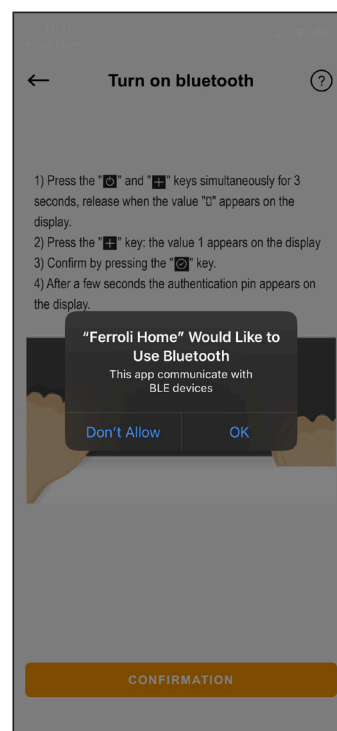 Turn on bluetooth
?
1) Press the "" and "+" keys simultaneously for 3
seconds, release when the value "▯" appears on the
display.
2) Press the "+" key: the value 1 appears on the display
3) Confirm by pressing the "" key.
4) After a few seconds the authentication pin appears on
the display.
“Ferroli Home” Would Like to
Use Bluetooth
This app communicate with
BLE devices
Don't Allow
OK
CONFIRMATION